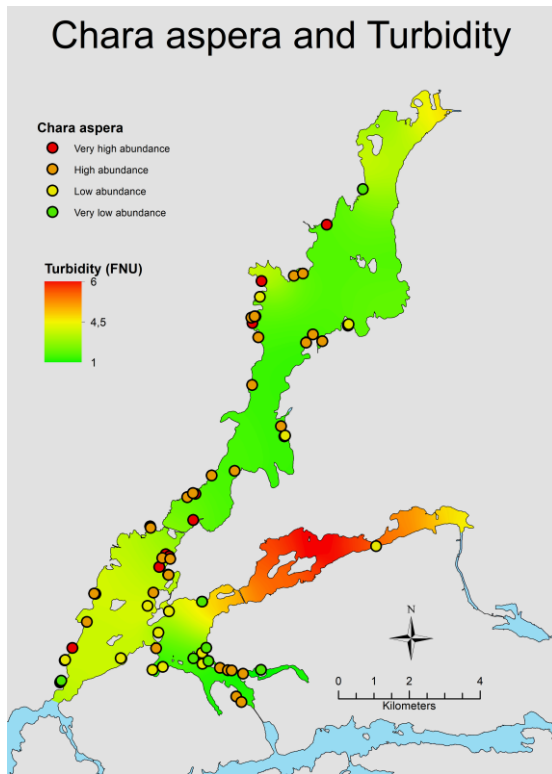 Chara aspera and Turbidity
Chara aspera
Very high abundance
High abundance
Low abundance
Very low abundance
Turbidity (FNU)
6
4,5
1
N
0 1 2 4
Kilometers